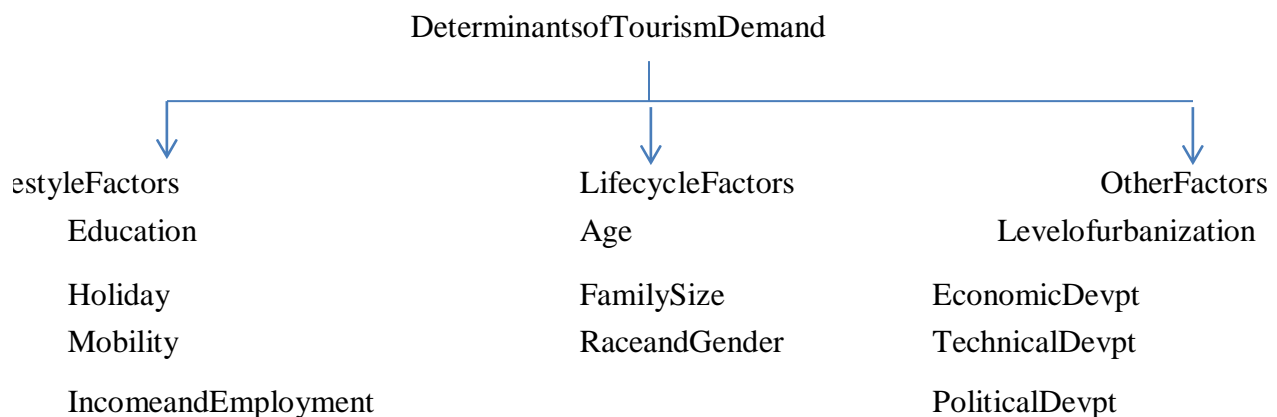 DeterminantsofTourismDemand
estyleFactors
Education
Holiday
Mobility
IncomeandEmployment
LifecycleFactors
Age
FamilySize
RaceandGender
OtherFactors
Levelofurbanization
EconomicDevpt
TechnicalDevpt
PoliticalDevpt